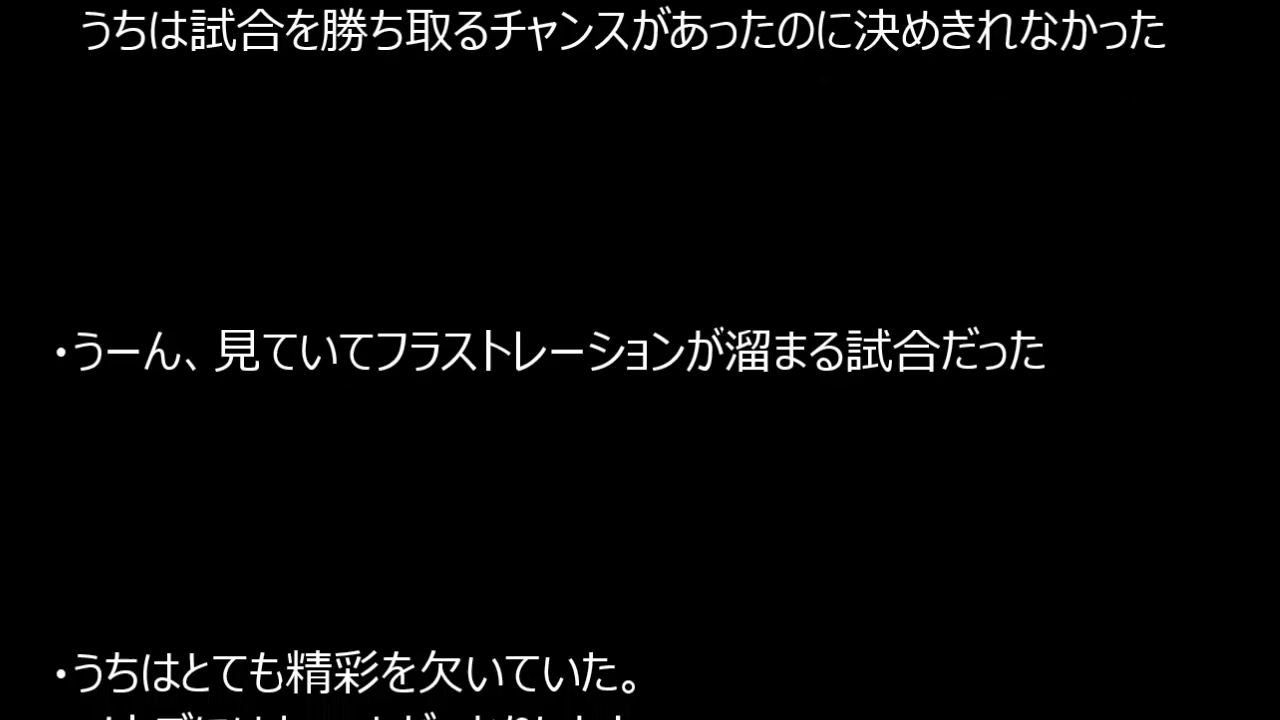 うちは試合を勝ち取るチャンスがあったのに決めきれなかった
・うーん、見ていてフラストレーションが溜まる試合だった
・うちはとても精彩を欠いていた。